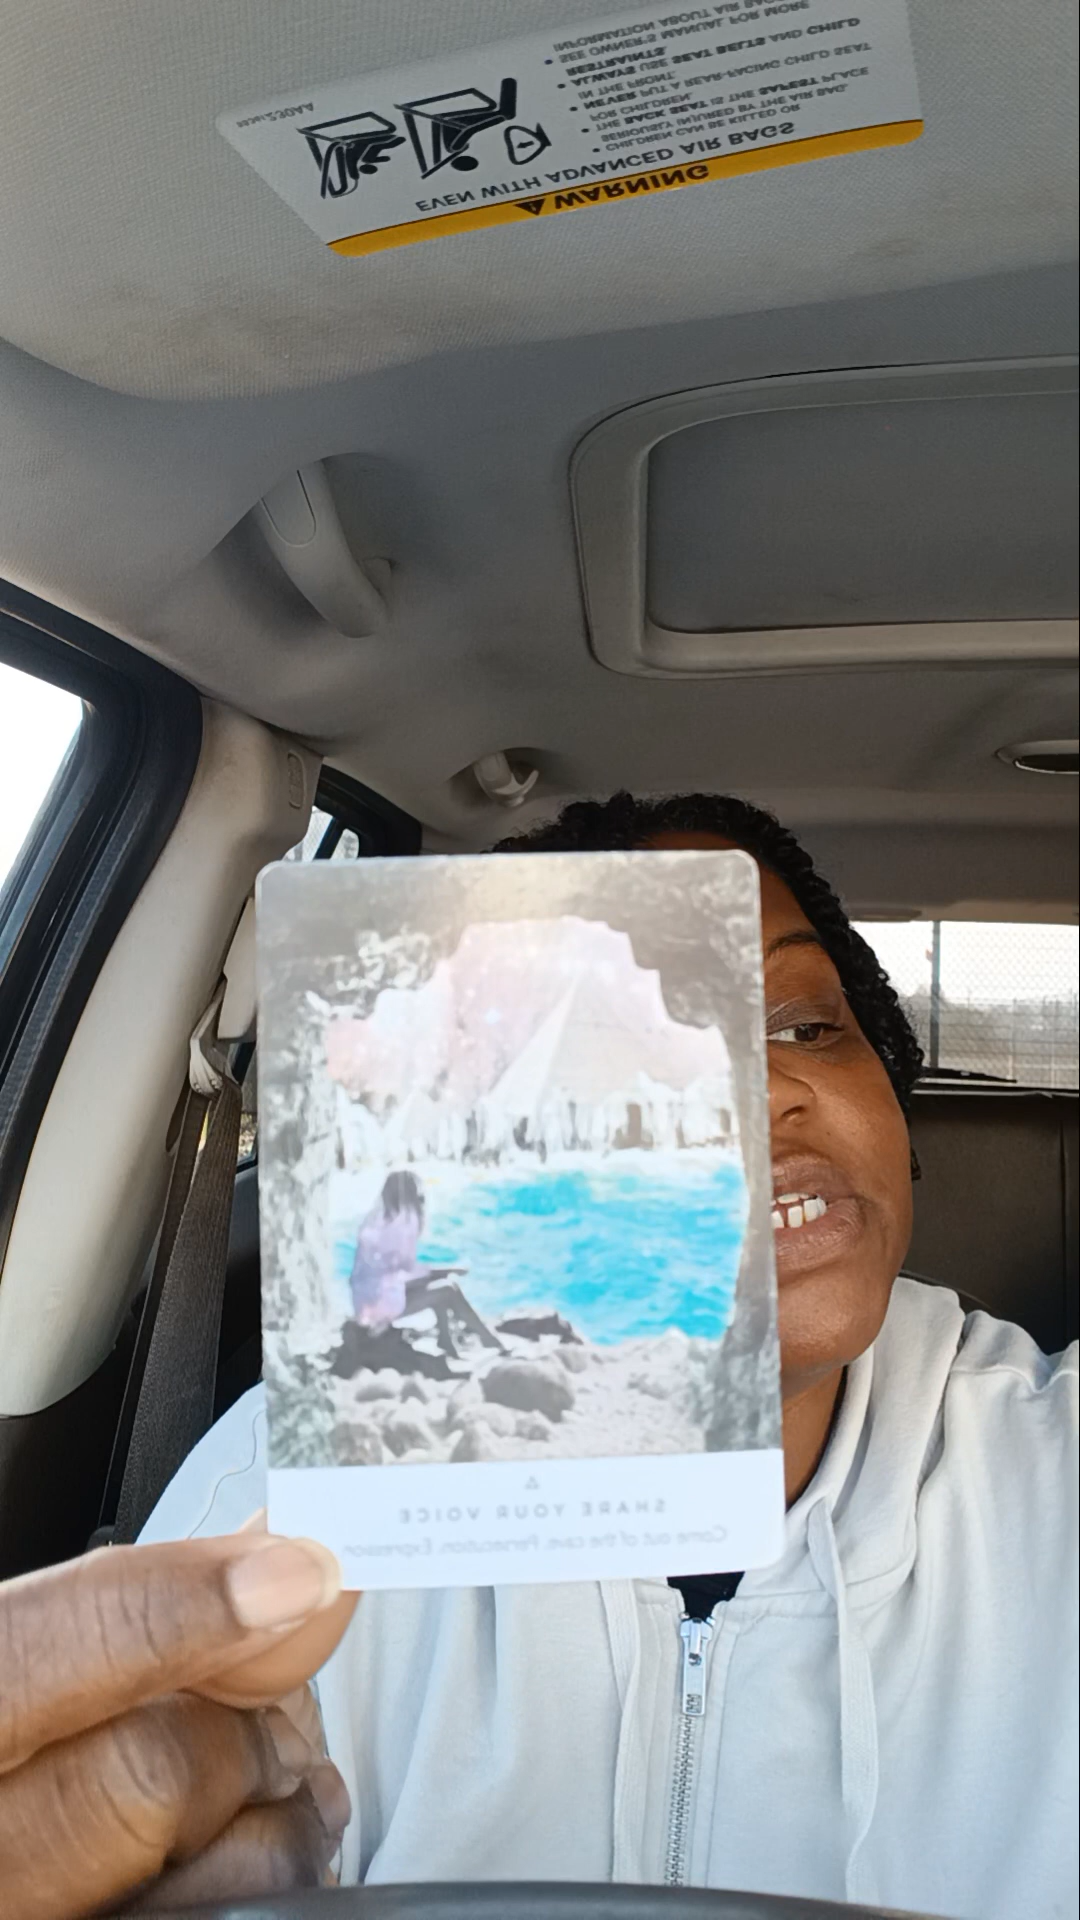 ⚠ WARNING
EVEN WITH ADVANCED AIR BAGS
• CHILDREN CAN BE KILLED OR
SERIOUSLY INJURED BY THE AIR BAG.
• THE BACK SEAT IS THE SAFEST PLACE
FOR CHILDREN.
• NEVER PUT A REAR-FACING CHILD SEAT
IN THE FRONT.
• ALWAYS USE SEAT BELTS AND CHILD
RESTRAINTS.
• SEE OWNER'S MANUAL FOR MORE
INFORMATION ABOUT AIR BAGS
SHARE YOUR VOICE
Come out of the cave. Persecution. Expression.